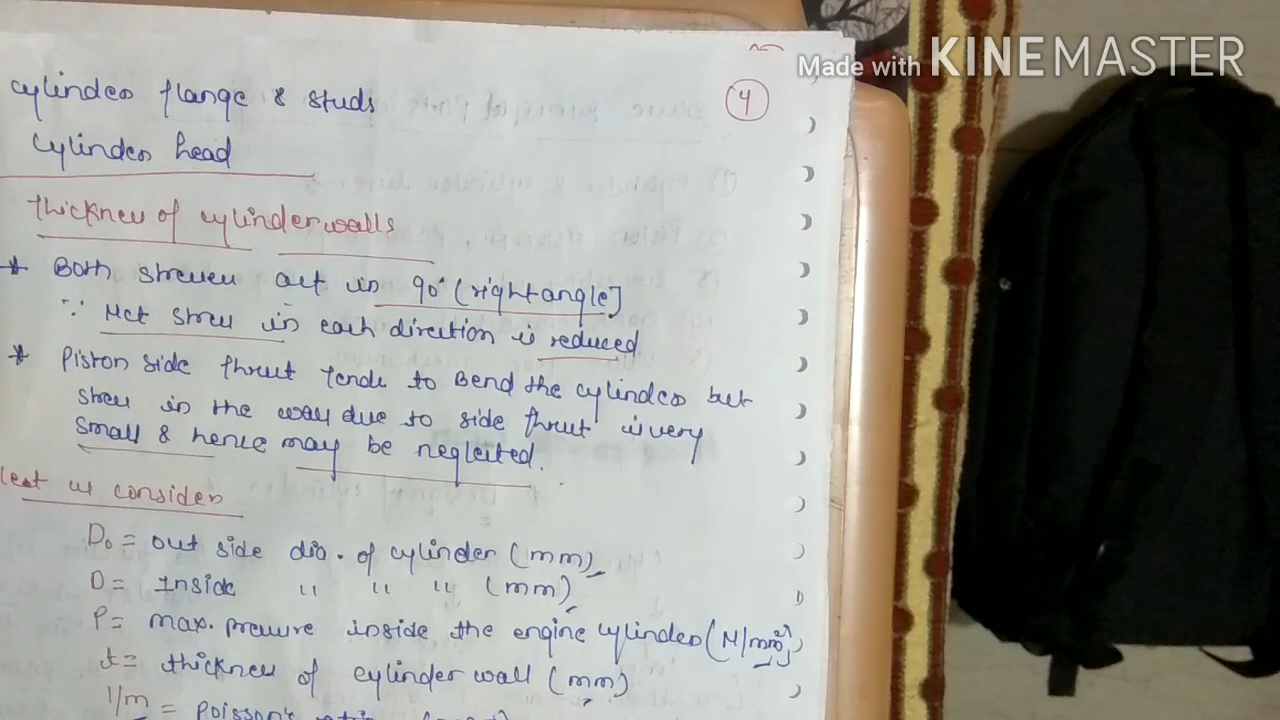 Made with KINEMASTER
4
cylinder flange & studs
cylinder head
thickness of cylinder walls
* Both stresses act in 90° (right angle]
∵ Net stress in each direction is reduced
* Piston side thrust tends to Bend the cylinder but
stress in the wall due to side thrust is very
small & hence may be neglected.
Leat us consider
D₀ = out side dia. of cylinder (mm)
D = Inside " " " (mm)
P = max. pressure inside the engine cylinder (N/mm²)
t = thickness of cylinder wall (mm)
1/m = Poisson's ratio